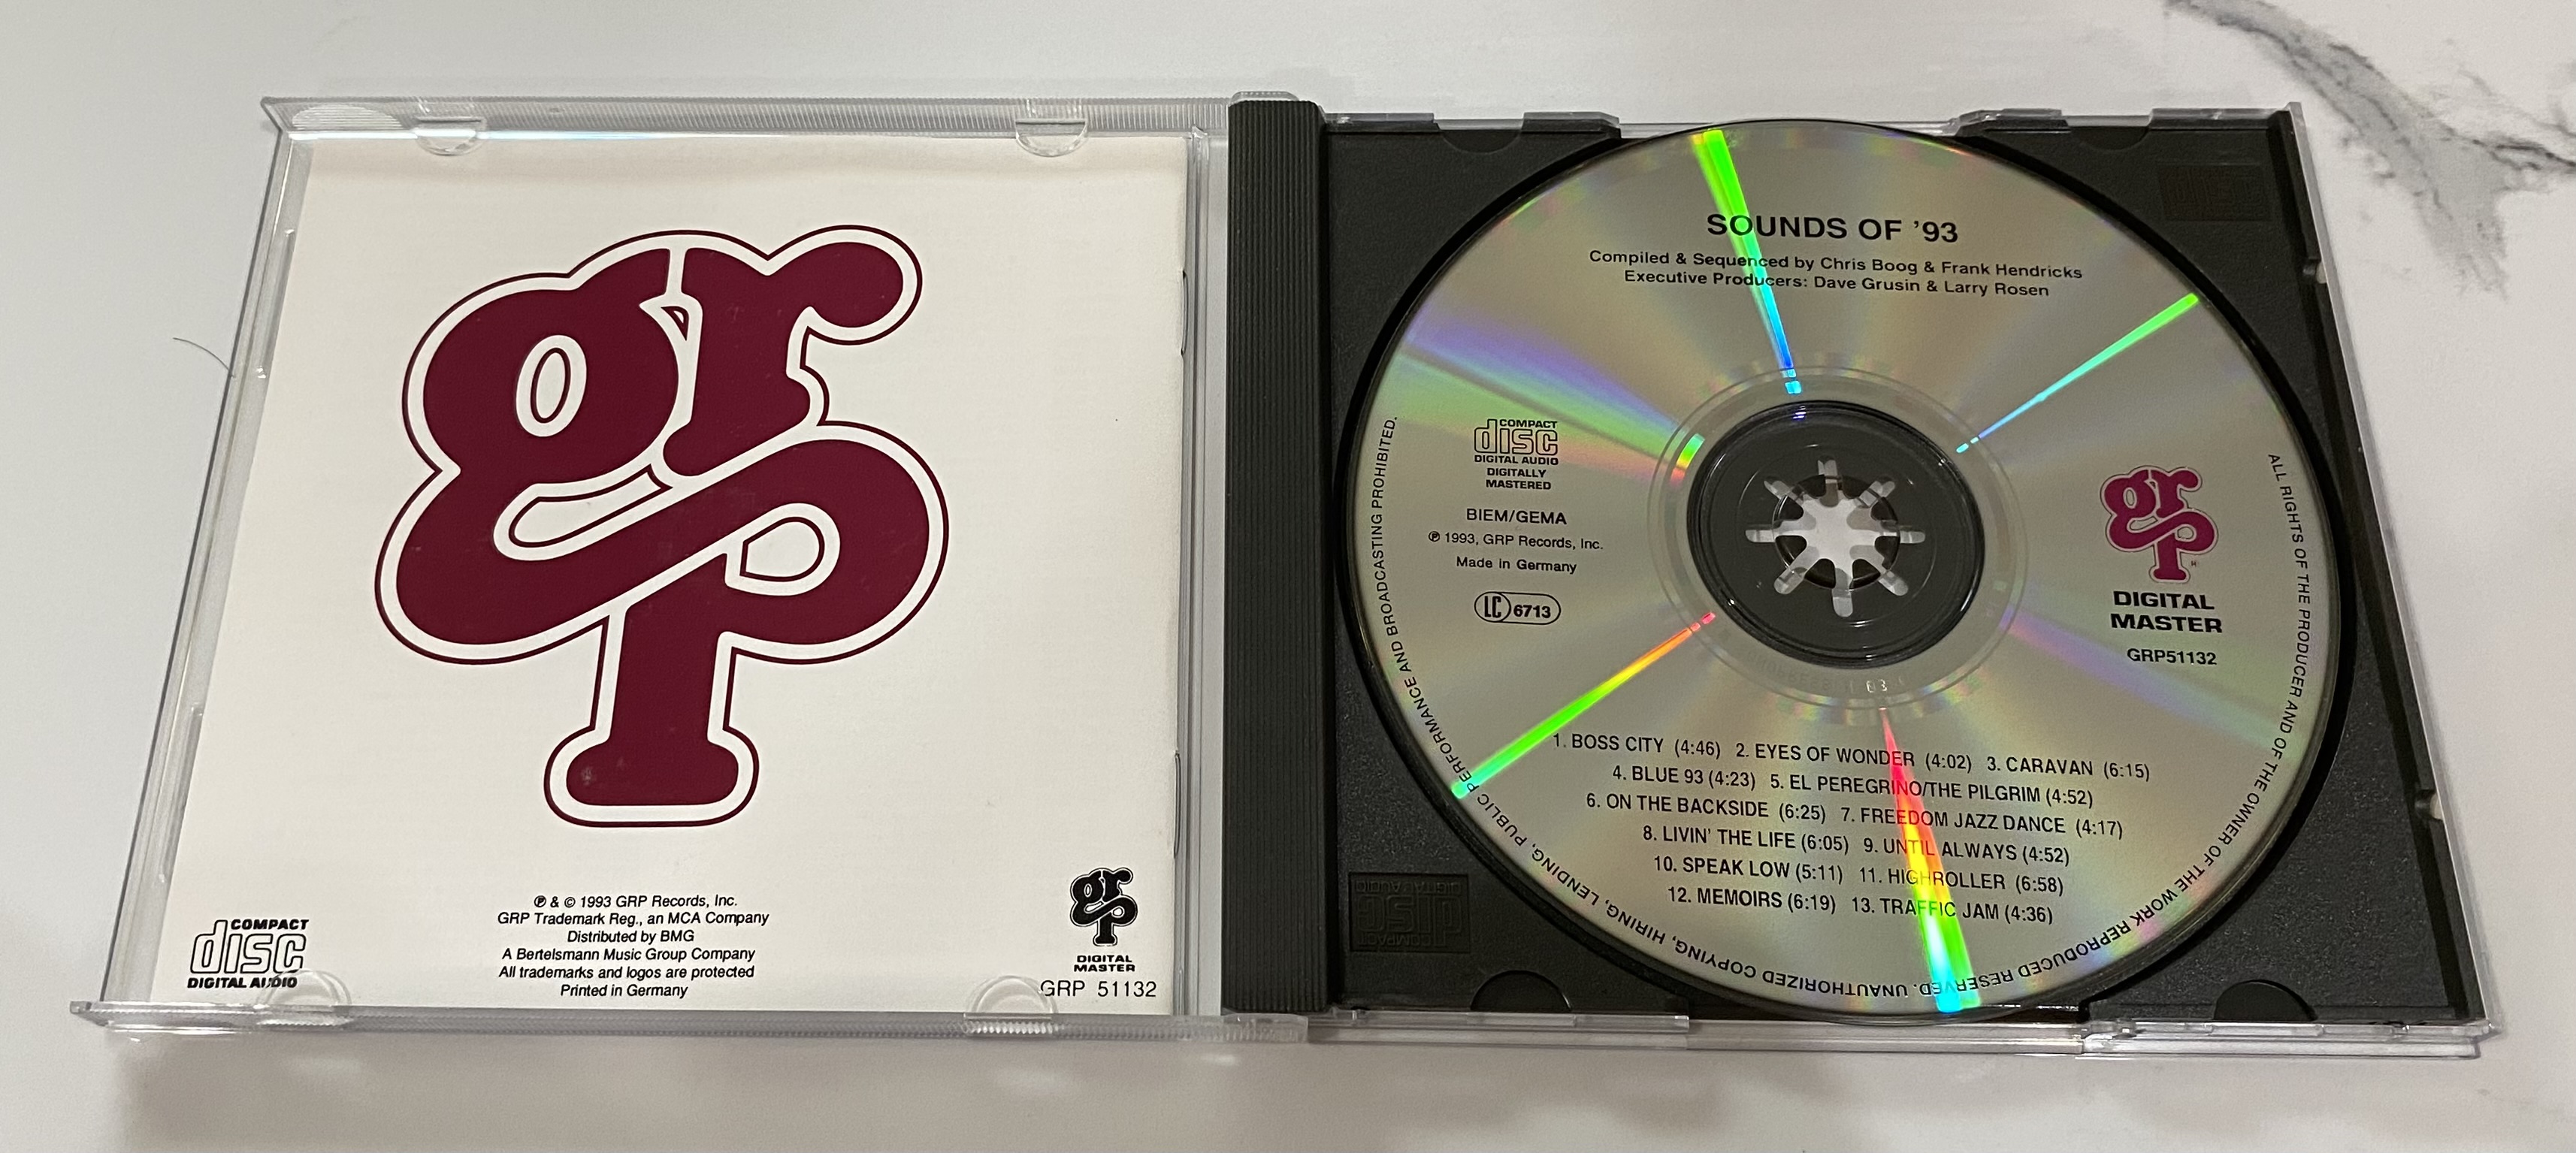 grp
COMPACT
disc
DIGITAL AUDIO
℗ & © 1993 GRP Records, Inc.
GRP Trademark Reg., an MCA Company
Distributed by BMG
A Bertelsmann Music Group Company
All trademarks and logos are protected
Printed in Germany
grp
DIGITAL
MASTER
GRP 51132
SOUNDS OF '93
Compiled & Sequenced by Chris Boog & Frank Hendricks
Executive Producers: Dave Grusin & Larry Rosen
COMPACT
disc
DIGITAL AUDIO
DIGITALLY
MASTERED
BIEM/GEMA
℗ 1993, GRP Records, Inc.
Made in Germany
LC 6713
grp
DIGITAL
MASTER
GRP51132
1. BOSS CITY (4:46) 2. EYES OF WONDER (4:02) 3. CARAVAN (6:15)
4. BLUE 93 (4:23) 5. EL PEREGRINO/THE PILGRIM (4:52)
6. ON THE BACKSIDE (6:25) 7. FREEDOM JAZZ DANCE (4:17)
8. LIVIN' THE LIFE (6:05) 9. UNTIL ALWAYS (4:52)
10. SPEAK LOW (5:11) 11. HIGHROLLER (6:58)
12. MEMOIRS (6:19) 13. TRAFFIC JAM (4:36)
ALL RIGHTS OF THE PRODUCER AND OF THE OWNER OF THE WORK REPRODUCED RESERVED. UNAUTHORIZED COPYING, HIRING, LENDING, PUBLIC PERFORMANCE AND BROADCASTING PROHIBITED.
COMPACT
disc
DIGITAL AUDIO